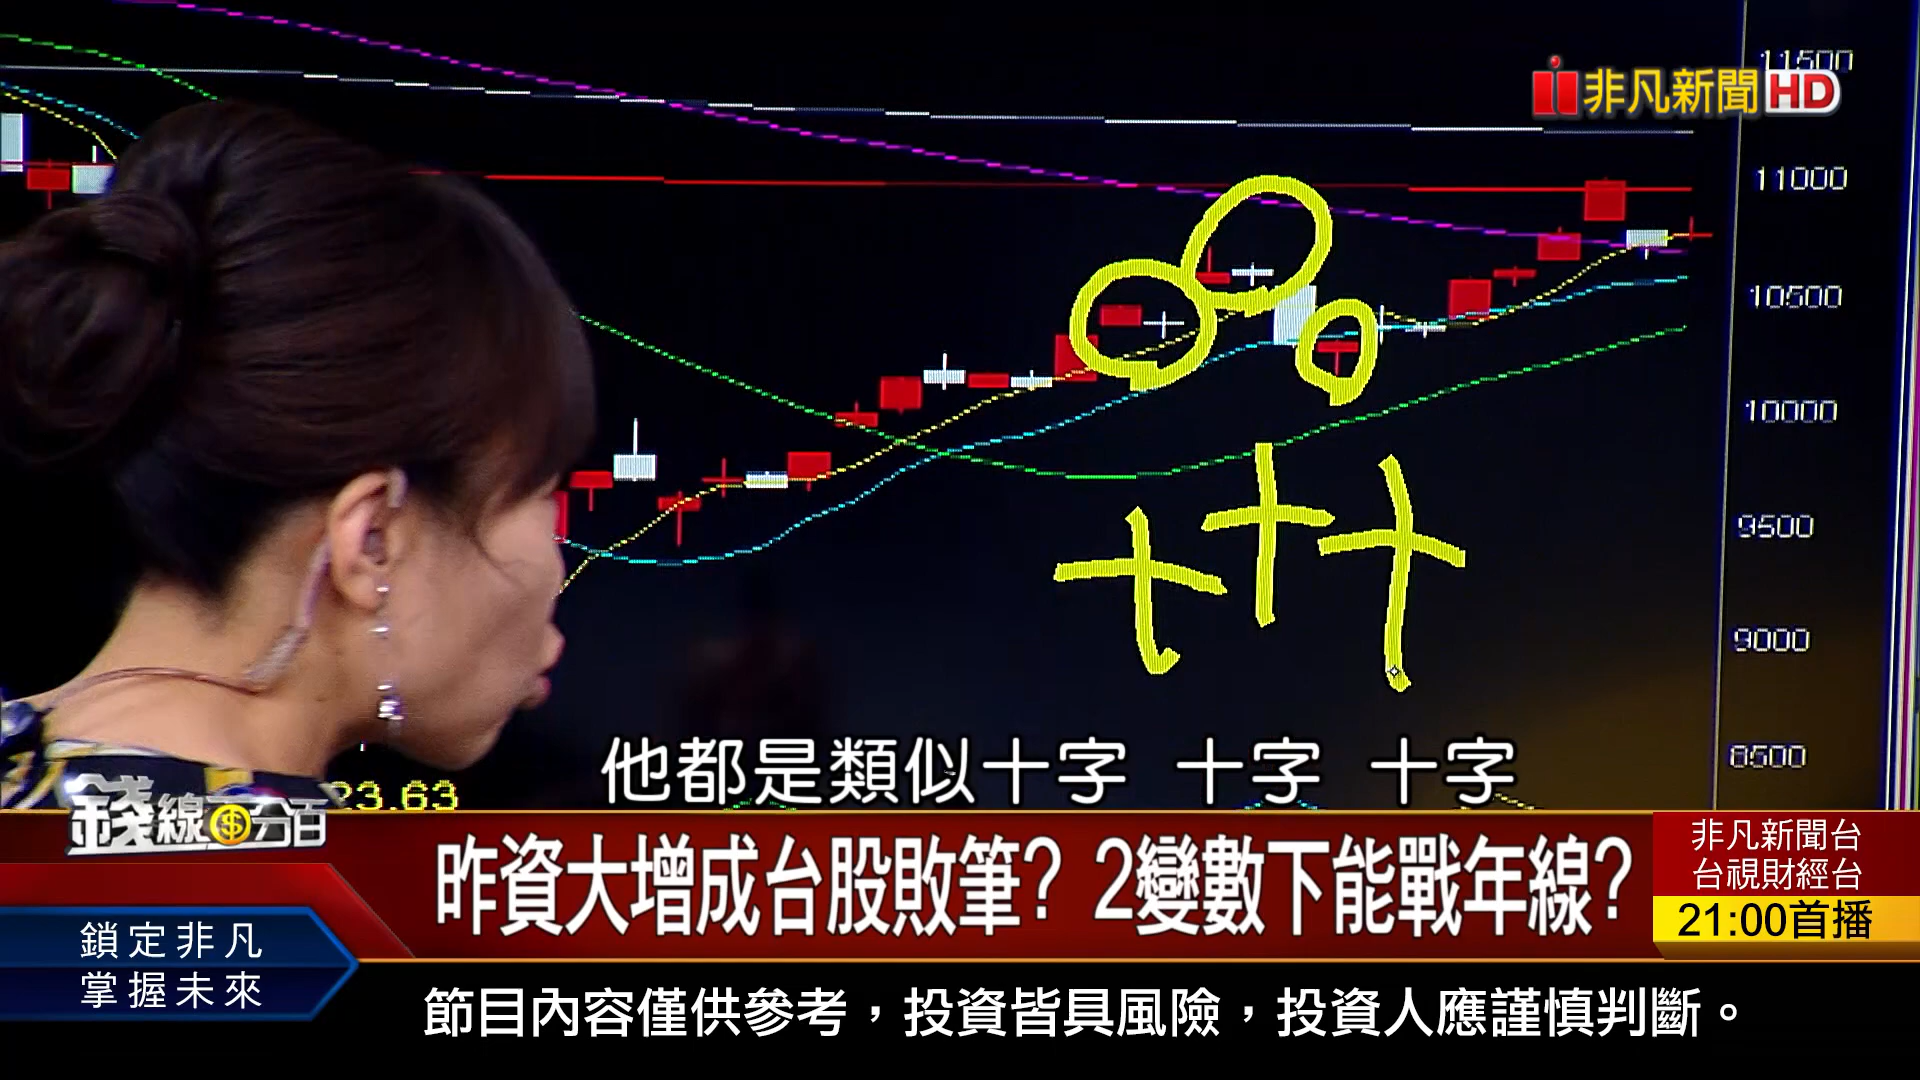 11500
非凡新聞HD
11000
10500
10000
9500
9000
8500
他都是類似十字 十字 十字
23.63
錢線百分百
昨資大增成台股敗筆? 2變數下能戰年線?
非凡新聞台
台視財經台
21:00首播
鎖定非凡
掌握未來
節目內容僅供參考，投資皆具風險，投資人應謹慎判斷。